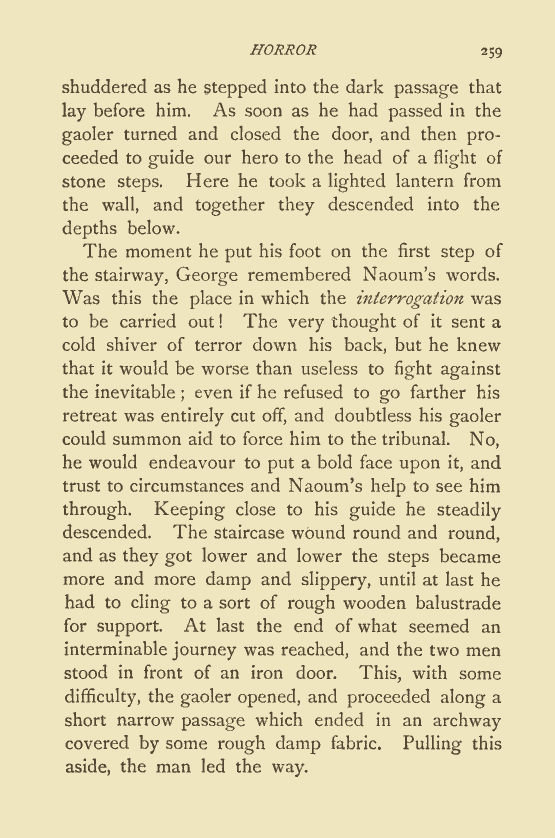 HORROR 259
shuddered as he stepped into the dark passage that
lay before him. As soon as he had passed in the
gaoler turned and closed the door, and then pro-
ceeded to guide our hero to the head of a flight of
stone steps. Here he took a lighted lantern from
the wall, and together they descended into the
depths below.
The moment he put his foot on the first step of
the stairway, George remembered Naoum's words.
Was this the place in which the interrogation was
to be carried out! The very thought of it sent a
cold shiver of terror down his back, but he knew
that it would be worse than useless to fight against
the inevitable; even if he refused to go farther his
retreat was entirely cut off, and doubtless his gaoler
could summon aid to force him to the tribunal. No,
he would endeavour to put a bold face upon it, and
trust to circumstances and Naoum's help to see him
through. Keeping close to his guide he steadily
descended. The staircase wound round and round,
and as they got lower and lower the steps became
more and more damp and slippery, until at last he
had to cling to a sort of rough wooden balustrade
for support. At last the end of what seemed an
interminable journey was reached, and the two men
stood in front of an iron door. This, with some
difficulty, the gaoler opened, and proceeded along a
short narrow passage which ended in an archway
covered by some rough damp fabric. Pulling this
aside, the man led the way.